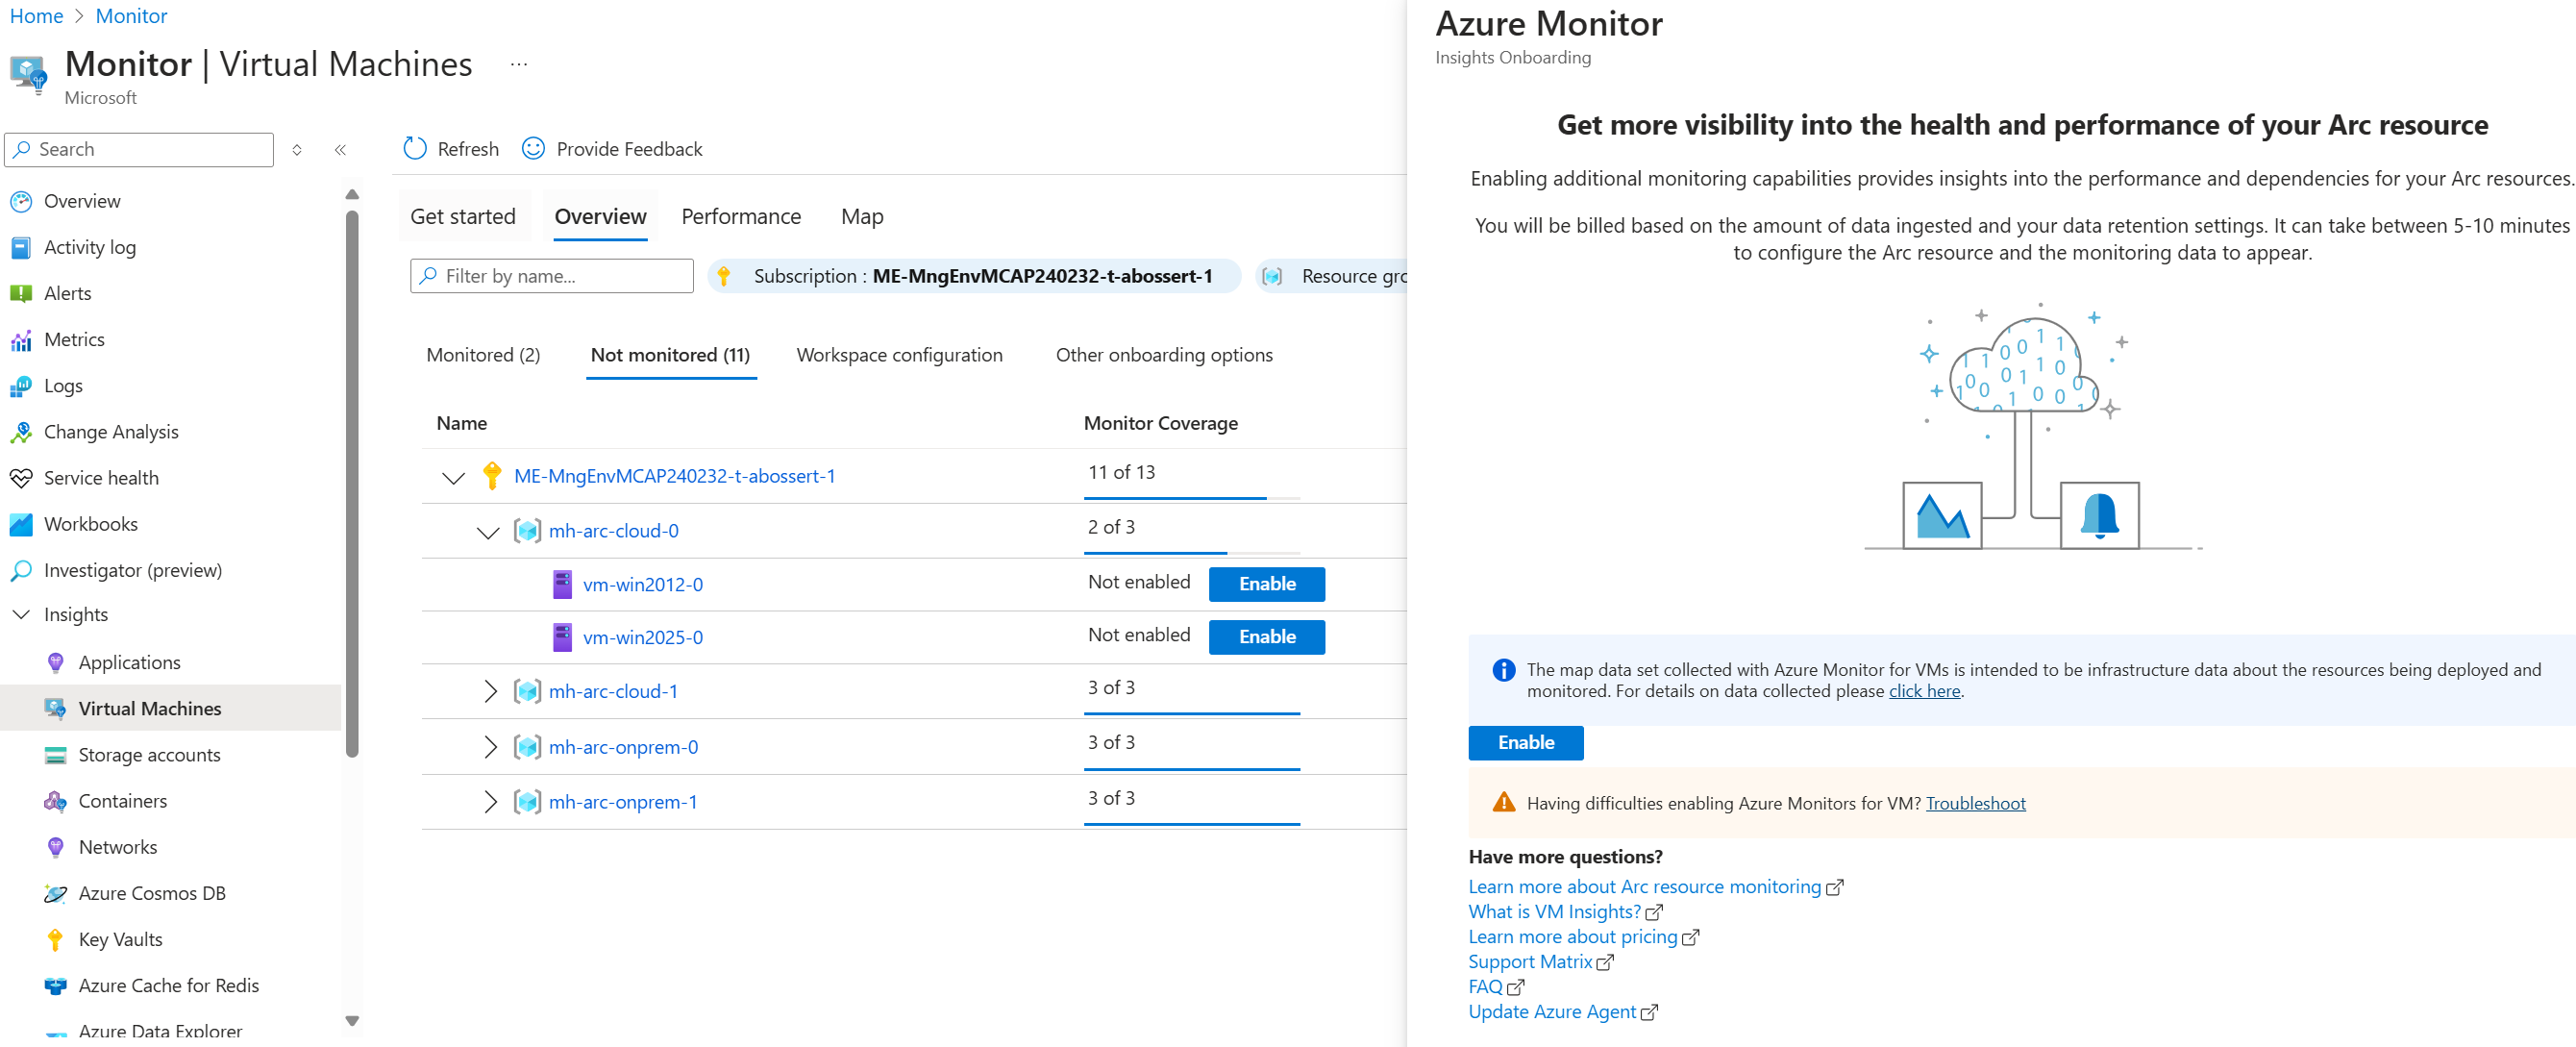 Home > Monitor
Monitor | Virtual Machines ...
Microsoft
Search
Overview
Activity log
Alerts
Metrics
Logs
Change Analysis
Service health
Workbooks
Investigator (preview)
Insights
Applications
Virtual Machines
Storage accounts
Containers
Networks
Azure Cosmos DB
Key Vaults
Azure Cache for Redis
Azure Data Explorer
Refresh Provide Feedback
Get started Overview Performance Map
Filter by name... Subscription : ME-MngEnvMCAP240232-t-abossert-1 Resource gro
Monitored (2) Not monitored (11) Workspace configuration Other onboarding options
Name Monitor Coverage
ME-MngEnvMCAP240232-t-abossert-1 11 of 13
mh-arc-cloud-0 2 of 3
vm-win2012-0 Not enabled Enable
vm-win2025-0 Not enabled Enable
mh-arc-cloud-1 3 of 3
mh-arc-onprem-0 3 of 3
mh-arc-onprem-1 3 of 3
Azure Monitor
Insights Onboarding
Get more visibility into the health and performance of your Arc resource
Enabling additional monitoring capabilities provides insights into the performance and dependencies for your Arc resources.
You will be billed based on the amount of data ingested and your data retention settings. It can take between 5-10 minutes
to configure the Arc resource and the monitoring data to appear.
The map data set collected with Azure Monitor for VMs is intended to be infrastructure data about the resources being deployed and
monitored. For details on data collected please click here.
Enable
Having difficulties enabling Azure Monitors for VM? Troubleshoot
Have more questions?
Learn more about Arc resource monitoring
What is VM Insights?
Learn more about pricing
Support Matrix
FAQ
Update Azure Agent